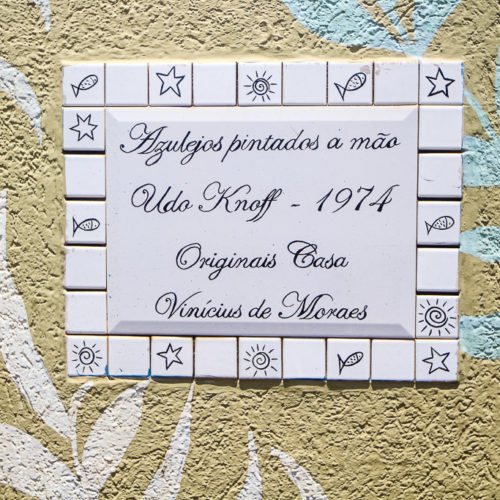 Azulejos pintados a mão
Udo Knoff - 1974
Originais Casa
Vinícius de Moraes